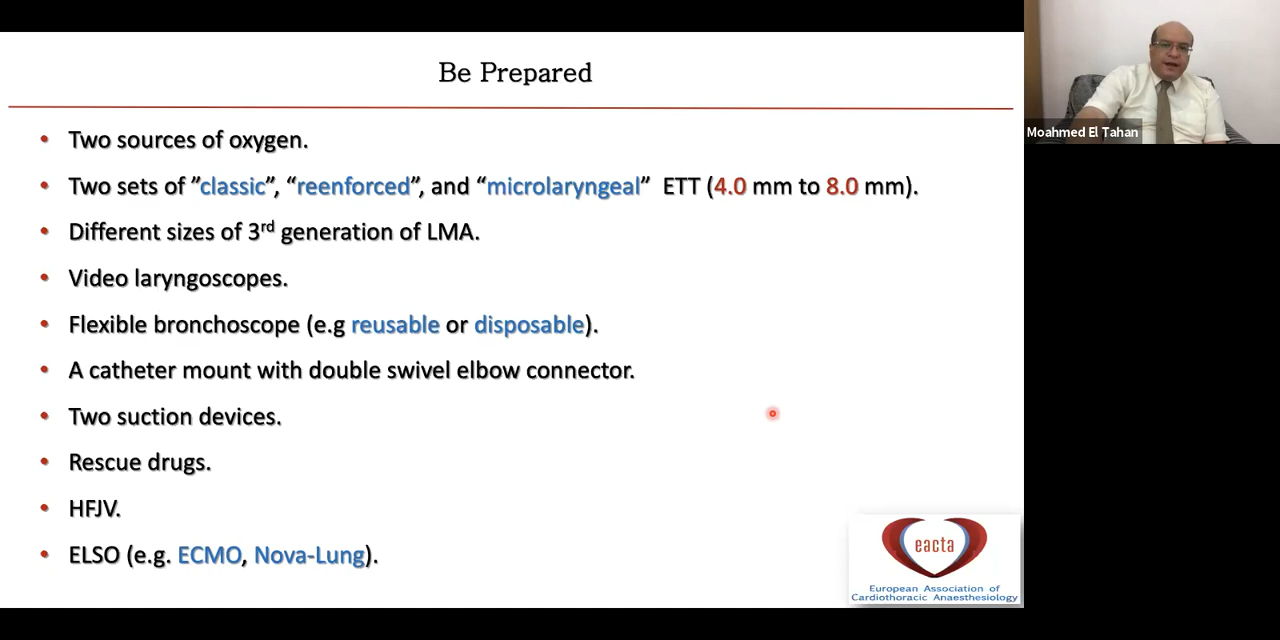 Be Prepared
• Two sources of oxygen.
• Two sets of ”classic”, “reenforced”, and “microlaryngeal” ETT (4.0 mm to 8.0 mm).
• Different sizes of 3rd generation of LMA.
• Video laryngoscopes.
• Flexible bronchoscope (e.g reusable or disposable).
• A catheter mount with double swivel elbow connector.
• Two suction devices.
• Rescue drugs.
• HFJV.
• ELSO (e.g. ECMO, Nova-Lung).
eacta
European Association of
Cardiothoracic Anaesthesiology
Moahmed El Tahan